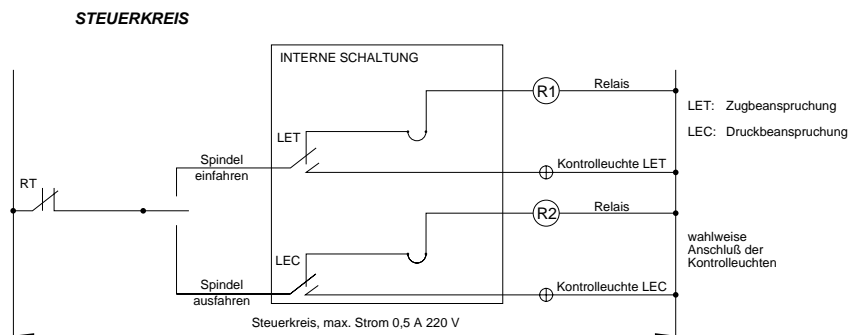 STEUERKREIS
INTERNE SCHALTUNG
R1
Relais
LET: Zugbeanspruchung
LEC: Druckbeanspruchung
LET
Spindel
einfahren
Kontrolleuchte LET
RT
R2
Relais
wahlweise
Anschluß der
Kontrolleuchten
LEC
Spindel
ausfahren
Kontrolleuchte LEC
Steuerkreis, max. Strom 0,5 A 220 V